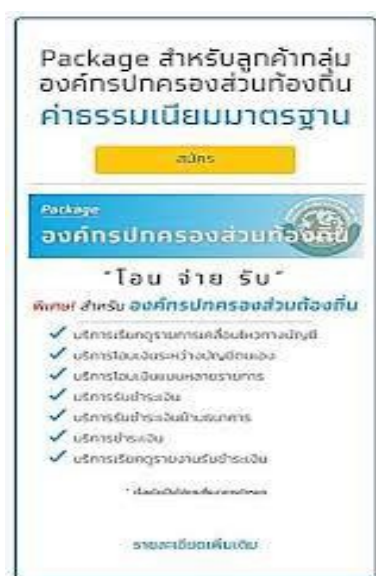 Package สำหรับลูกค้ากลุ่ม
องค์กรปกครองส่วนท้องถิ่น
ค่าธรรมเนียมมาตรฐาน
สมัคร
Package
องค์กรปกครองส่วนท้องถิ่น
"โอน จ่าย รับ"
พิเศษ! สำหรับ องค์กรปกครองส่วนท้องถิ่น
บริการเรียกดูรายการเคลื่อนไหวทางบัญชี
บริการโอนเงินระหว่างบัญชีตนเอง
บริการโอนเงินแบบหลายรายการ
บริการรับชำระเงิน
บริการรับชำระเงินข้ามธนาคาร
บริการชำระเงิน
บริการเรียกดูรายงานรับชำระเงิน
รายละเอียดเพิ่มเติม